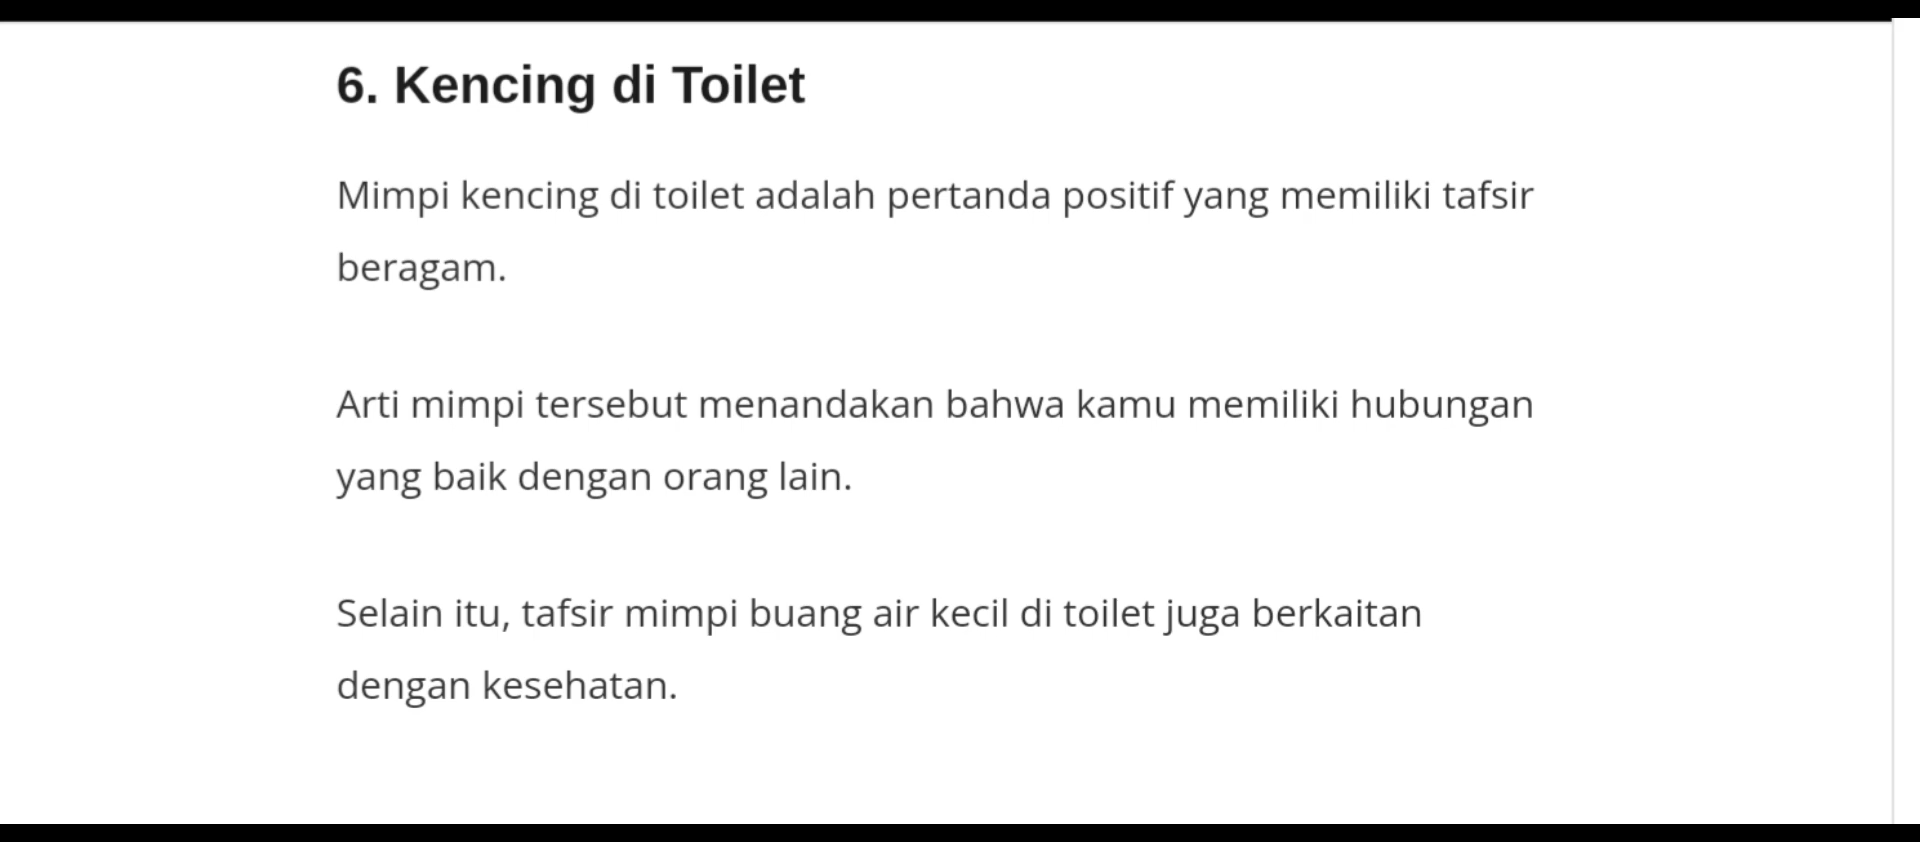 6. Kencing di Toilet
Mimpi kencing di toilet adalah pertanda positif yang memiliki tafsir
beragam.
Arti mimpi tersebut menandakan bahwa kamu memiliki hubungan
yang baik dengan orang lain.
Selain itu, tafsir mimpi buang air kecil di toilet juga berkaitan
dengan kesehatan.